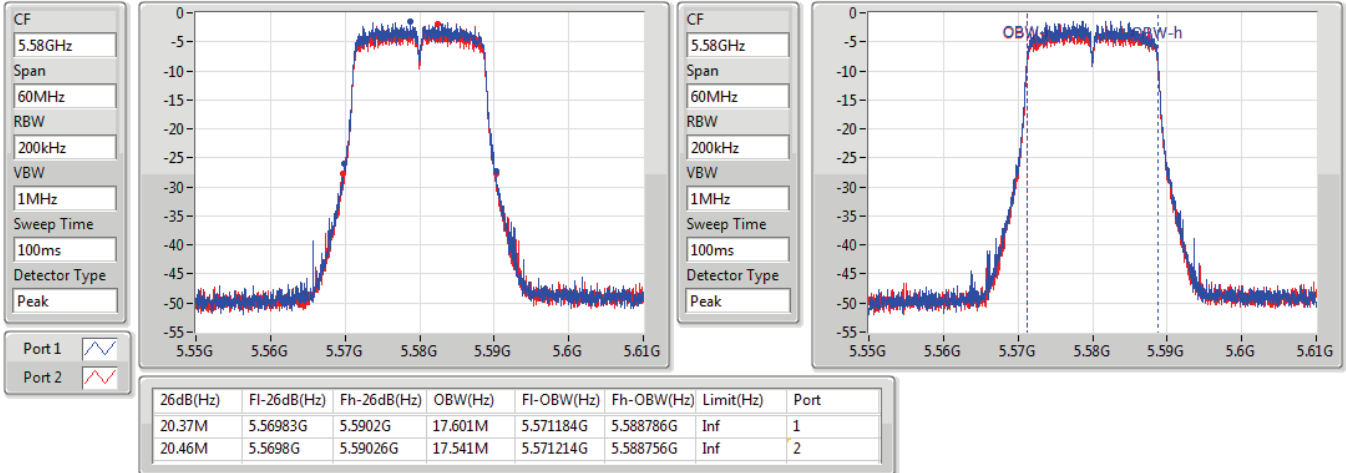 CF
5.58GHz
Span
60MHz
RBW
200kHz
VBW
1MHz
Sweep Time
100ms
Detector Type
Peak
Port 1
Port 2
0
-5
-10
-15
-20
-25
-30
-35
-40
-45
-50
-55
5.55G 5.56G 5.57G 5.58G 5.59G 5.6G 5.61G
CF
5.58GHz
Span
60MHz
RBW
200kHz
VBW
1MHz
Sweep Time
100ms
Detector Type
Peak
0
-5
-10
-15
-20
-25
-30
-35
-40
-45
-50
-55
5.55G 5.56G 5.57G 5.58G 5.59G 5.6G 5.61G
26dB(Hz) Fl-26dB(Hz) Fh-26dB(Hz) OBW(Hz) Fl-OBW(Hz) Fh-OBW(Hz) Limit(Hz) Port
20.37M 5.56983G 5.5902G 17.601M 5.571184G 5.588786G Inf 1
20.46M 5.5698G 5.59026G 17.541M 5.571214G 5.588756G Inf 2